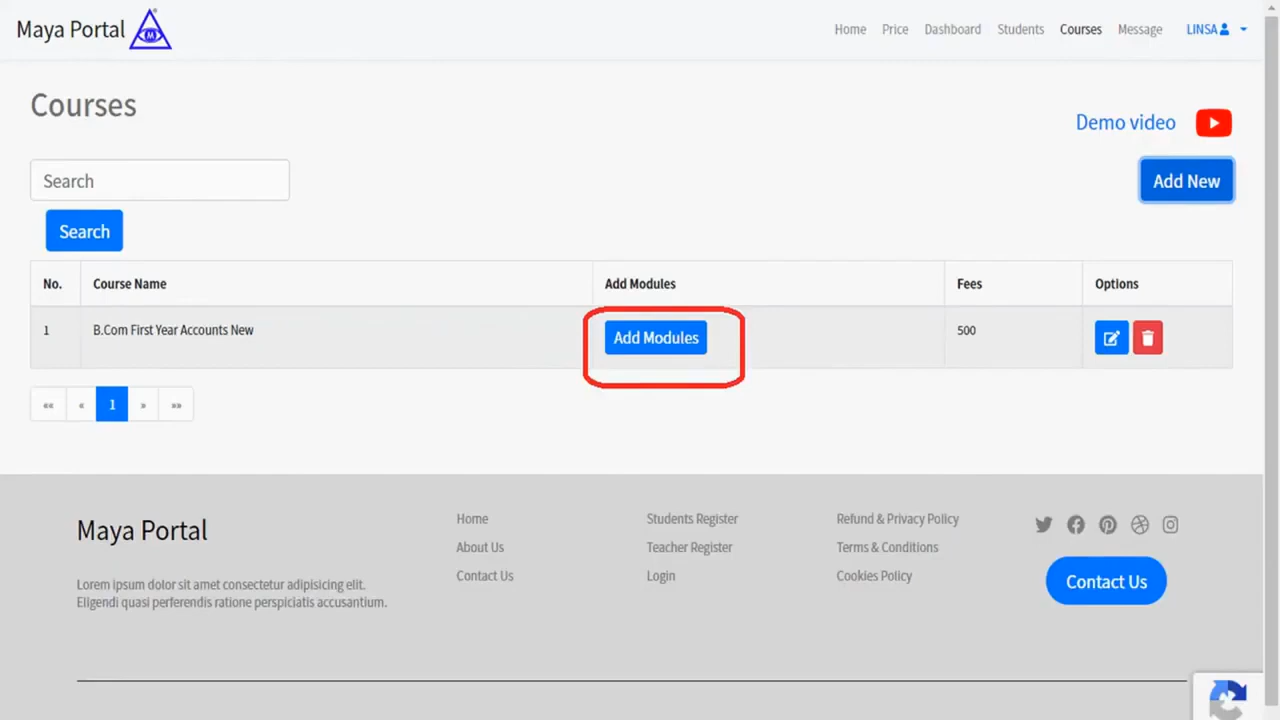 Maya Portal
M
Home Price Dashboard Students Courses Message LINSA
Courses
Demo video
Search
Add New
Search
No. Course Name Add Modules Fees Options
1 B.Com First Year Accounts New Add Modules 500
«« « 1 » »»
Maya Portal
Lorem ipsum dolor sit amet consectetur adipisicing elit.
Eligendi quasi perferendis ratione perspiciatis accusantium.
Home
About Us
Contact Us
Students Register
Teacher Register
Login
Refund & Privacy Policy
Terms & Conditions
Cookies Policy
Contact Us